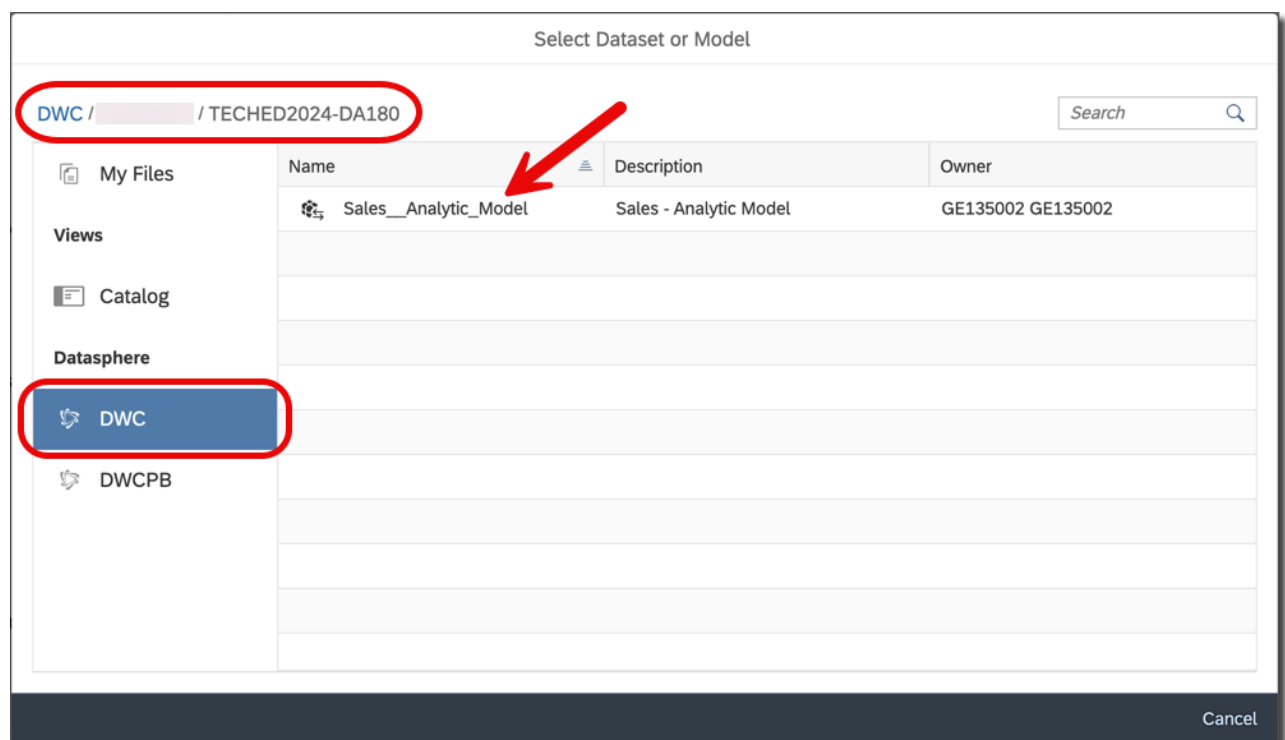 Select Dataset or Model
DWC / / TECHED2024-DA180
Search
My Files
Name Description Owner
Sales__Analytic_Model Sales - Analytic Model GE135002 GE135002
Views
Catalog
Datasphere
DWC
DWCPB
Cancel